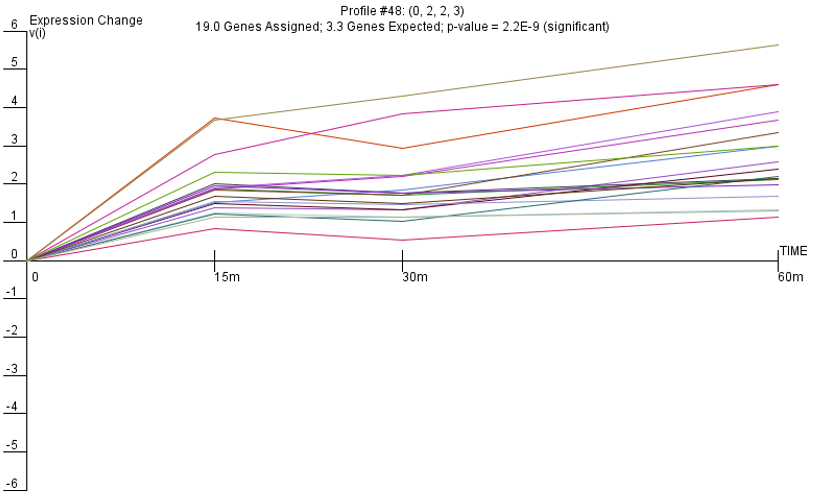 Profile #48: (0, 2, 2, 3)
19.0 Genes Assigned; 3.3 Genes Expected; p-value = 2.2E-9 (significant)
Expression Change
v(i)
6
5
4
3
2
1
0
-1
-2
-3
-4
-5
-6
TIME
0
15m
30m
60m